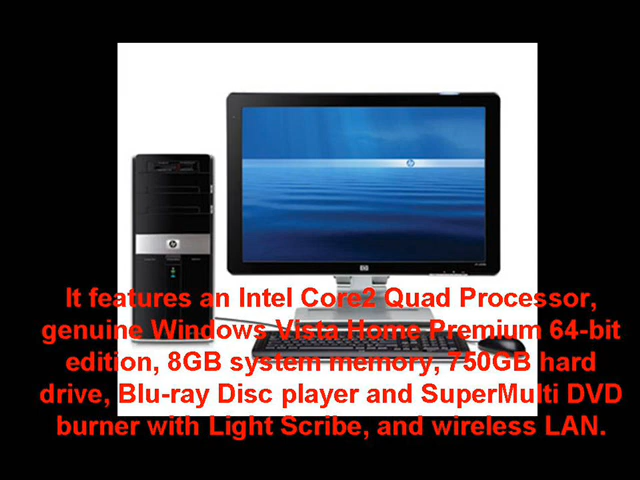 It features an Intel Core2 Quad Processor,
genuine Windows Vista Home Premium 64-bit
edition, 8GB system memory, 750GB hard
drive, Blu-ray Disc player and SuperMulti DVD
burner with Light Scribe, and wireless LAN.